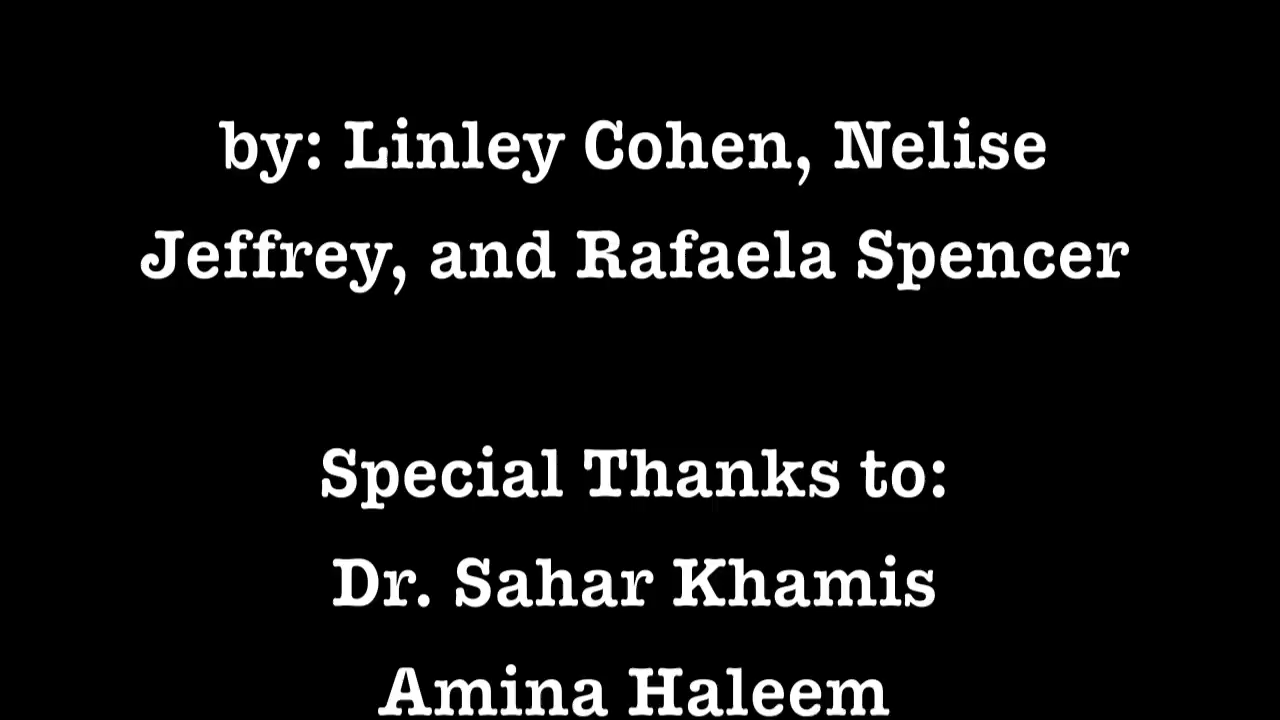 by: Linley Cohen, Nelise
Jeffrey, and Rafaela Spencer
Special Thanks to:
Dr. Sahar Khamis
Amina Haleem